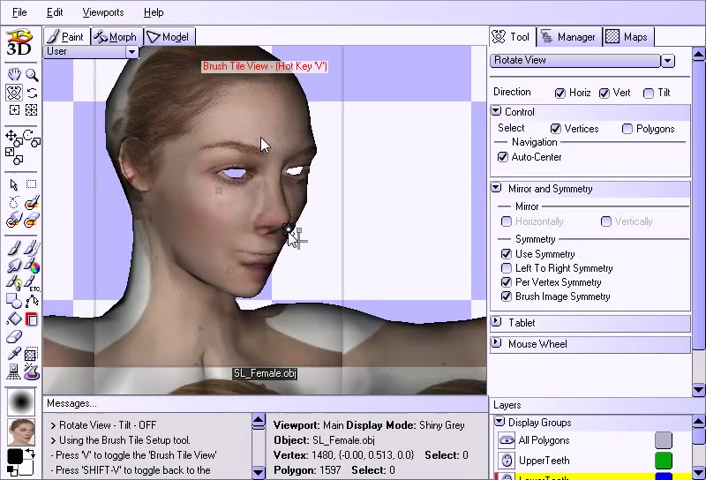 File Edit Viewports Help
3D
Paint Morph Model
Tool Manager Maps
User
Brush Tile View - (Hot Key 'V')
Rotate View
Direction Horiz Vert Tilt
Control
Select Vertices Polygons
Navigation
Auto-Center
Mirror and Symmetry
Mirror
Horizontally Vertically
Symmetry
Use Symmetry
Left To Right Symmetry
Per Vertex Symmetry
Brush Image Symmetry
Tablet
Mouse Wheel
ETC
SL_Female.obj
Messages...
> Rotate View - Tilt - OFF
> Using the Brush Tile Setup tool.
- Press 'V' to toggle the 'Brush Tile View'
- Press 'SHIFT-V' to toggle back to the
Viewport: Main Display Mode: Shiny Grey
Object: SL_Female.obj
Vertex: 1480, {-0.00, 0.513, 0.0} Select: 0
Polygon: 1597 Select: 0
Layers
Display Groups
All Polygons
UpperTeeth
LowerTeeth